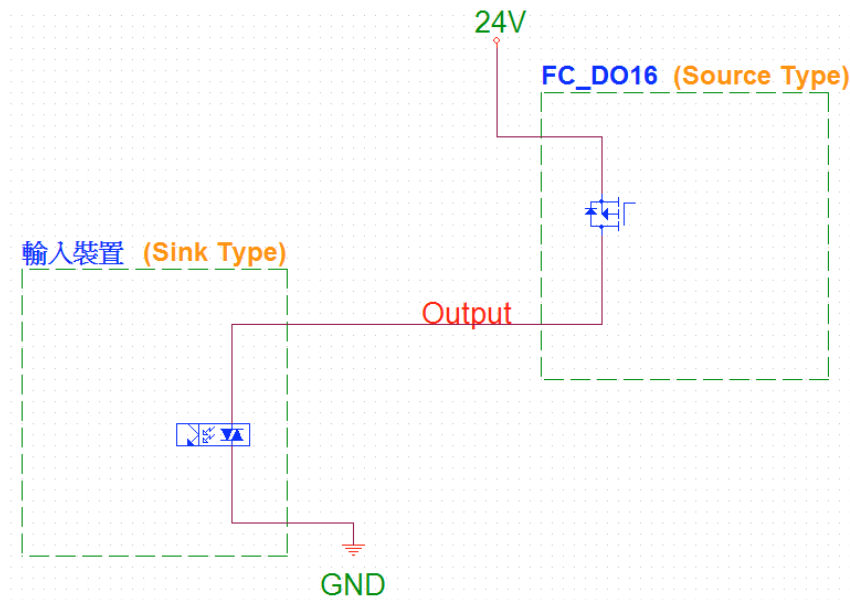 24V
FC_DO16 (Source Type)
輸入裝置 (Sink Type)
Output
GND